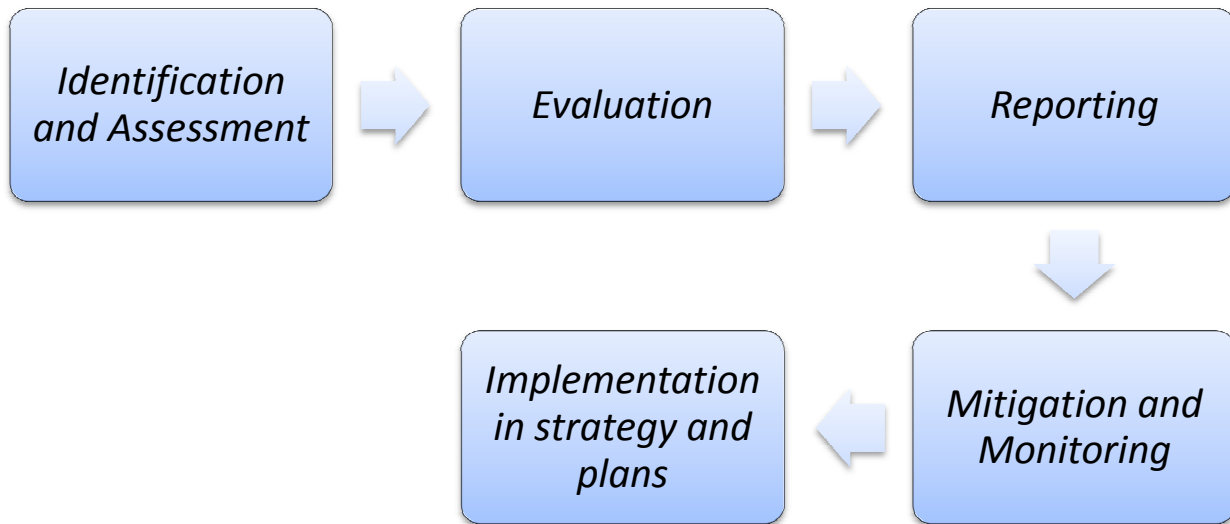 Identification
and Assessment
Evaluation
Reporting
Mitigation and
Monitoring
Implementation
in strategy and
plans